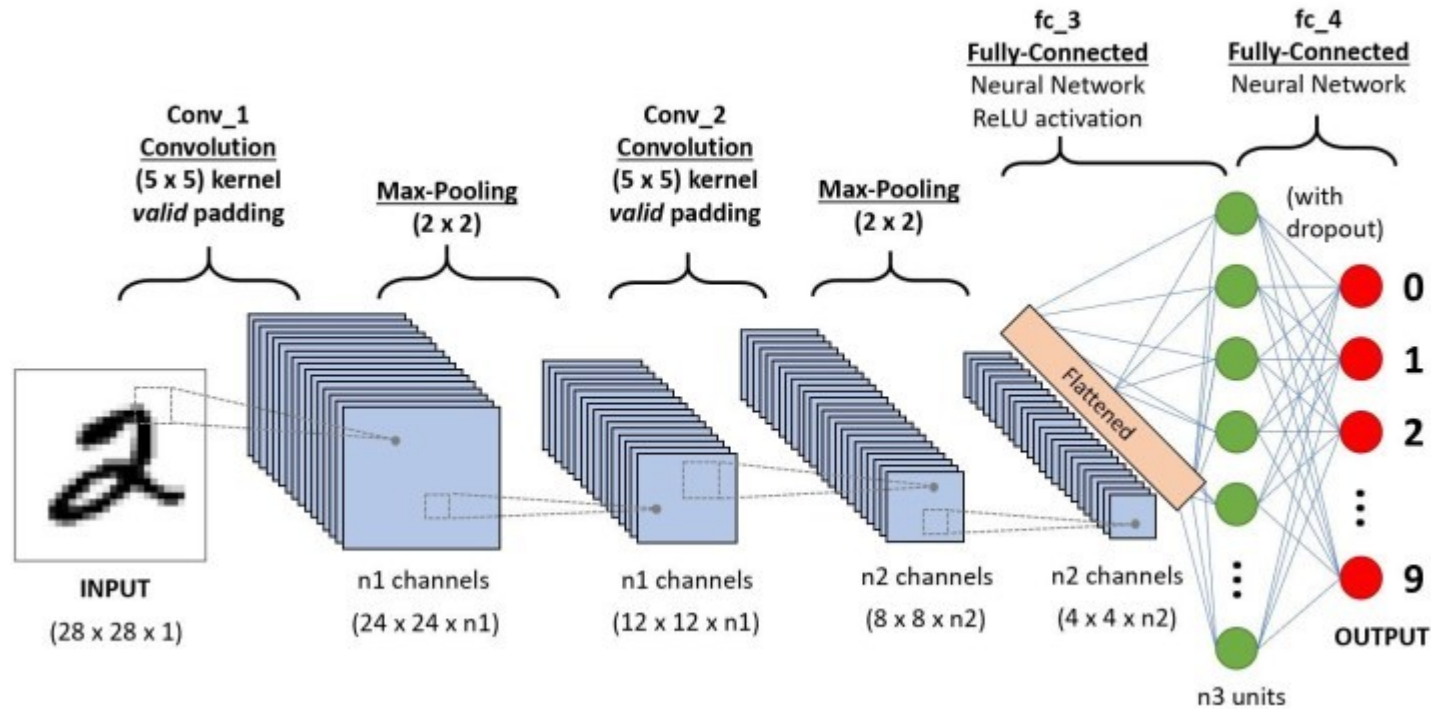 fc_3
Fully-Connected
Neural Network
ReLU activation
fc_4
Fully-Connected
Neural Network
Conv_1
Convolution
(5 x 5) kernel
valid padding
Max-Pooling
(2 x 2)
Conv_2
Convolution
(5 x 5) kernel
valid padding
Max-Pooling
(2 x 2)
(with
dropout)
Flattened
0
1
2
...
9
...
INPUT
(28 x 28 x 1)
n1 channels
(24 x 24 x n1)
n1 channels
(12 x 12 x n1)
n2 channels
(8 x 8 x n2)
n2 channels
(4 x 4 x n2)
OUTPUT
n3 units